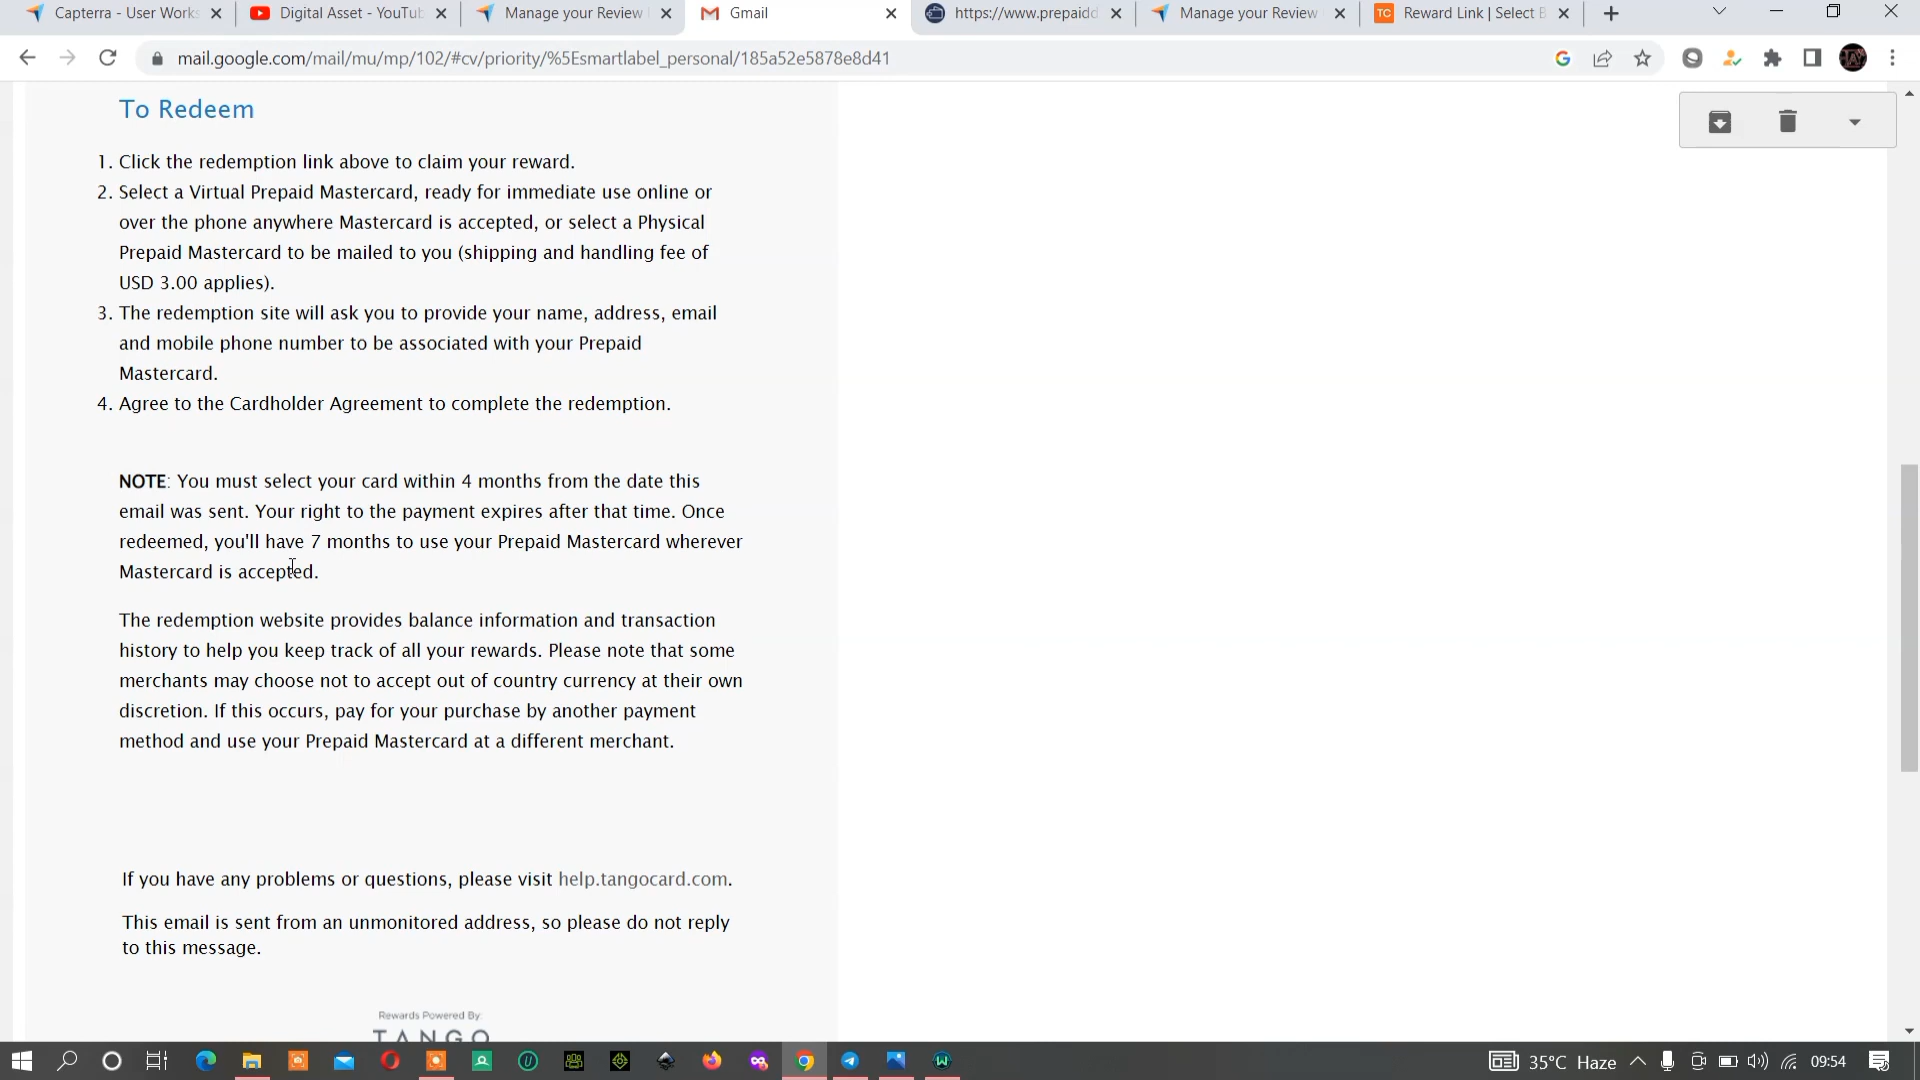 Capterra - User Works
Digital Asset - YouTub
Manage your Review
Gmail
https://www.prepaidd
Manage your Review
TC Reward Link | Select B
mail.google.com/mail/mu/mp/102/#cv/priority/%5Esmartlabel_personal/185a52e5878e8d41
To Redeem
1. Click the redemption link above to claim your reward.
2. Select a Virtual Prepaid Mastercard, ready for immediate use online or
over the phone anywhere Mastercard is accepted, or select a Physical
Prepaid Mastercard to be mailed to you (shipping and handling fee of
USD 3.00 applies).
3. The redemption site will ask you to provide your name, address, email
and mobile phone number to be associated with your Prepaid
Mastercard.
4. Agree to the Cardholder Agreement to complete the redemption.
NOTE: You must select your card within 4 months from the date this
email was sent. Your right to the payment expires after that time. Once
redeemed, you'll have 7 months to use your Prepaid Mastercard wherever
Mastercard is accepted.
The redemption website provides balance information and transaction
history to help you keep track of all your rewards. Please note that some
merchants may choose not to accept out of country currency at their own
discretion. If this occurs, pay for your purchase by another payment
method and use your Prepaid Mastercard at a different merchant.
If you have any problems or questions, please visit help.tangocard.com.
This email is sent from an unmonitored address, so please do not reply
to this message.
Rewards Powered By:
TANGO
35°C Haze
09:54